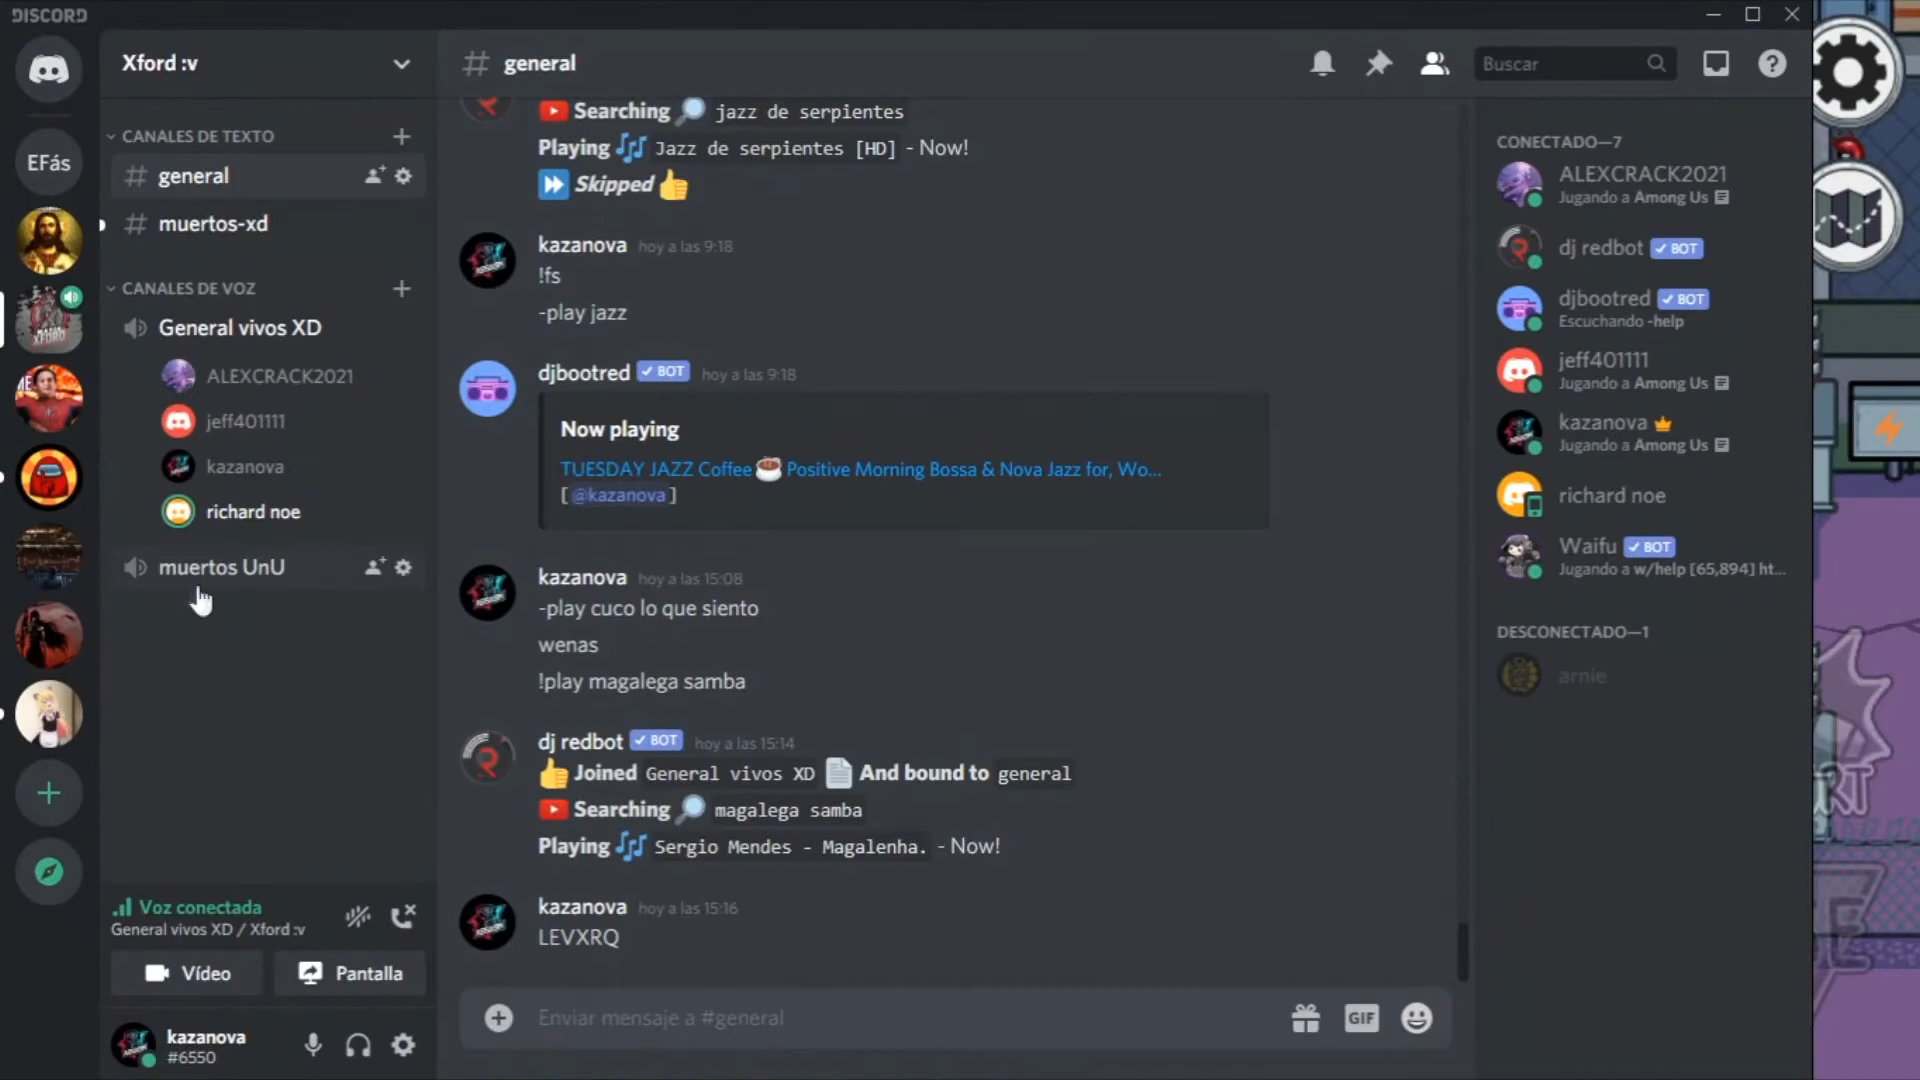 DISCORD
Xford :v
general
Buscar
EFás
CANALES DE TEXTO
general
muertos-xd
CANALES DE VOZ
General vivos XD
ALEXCRACK2021
jeff401111
kazanova
richard noe
muertos UnU
Voz conectada
General vivos XD / Xford :v
Vídeo
Pantalla
kazanova
#6550
Searching jazz de serpientes
Playing Jazz de serpientes [HD] - Now!
Skipped
kazanova hoy a las 9:18
!fs
-play jazz
djbootred BOT hoy a las 9:18
Now playing
TUESDAY JAZZ Coffee Positive Morning Bossa & Nova Jazz for, Wo...
[@kazanova]
kazanova hoy a las 15:08
-play cuco lo que siento
wenas
!play magalega samba
dj redbot BOT hoy a las 15:14
Joined General vivos XD And bound to general
Searching magalega samba
Playing Sergio Mendes - Magalenha. - Now!
kazanova hoy a las 15:16
LEVXRQ
Enviar mensaje a #general
GIF
CONECTADO—7
ALEXCRACK2021
Jugando a Among Us
dj redbot BOT
djbootred BOT
Escuchando -help
jeff401111
Jugando a Among Us
kazanova
Jugando a Among Us
richard noe
Waifu BOT
Jugando a w/help [65,894] ht...
DESCONECTADO—1
arnie